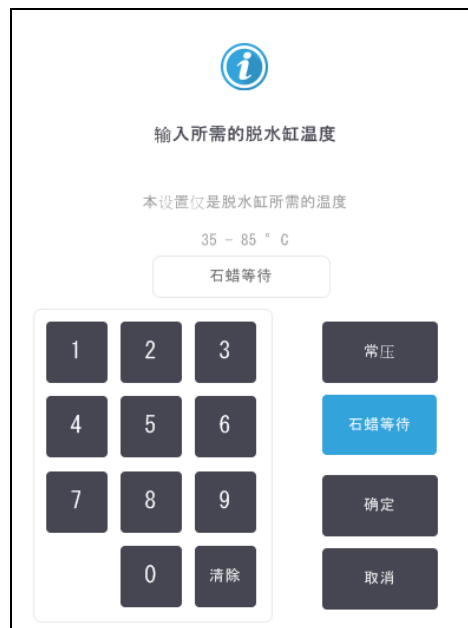 输入所需的脱水缸温度
本设置仅是脱水缸所需的温度
35 - 85 ° C
石蜡等待
1 2 3 常压
4 5 6 石蜡等待
7 8 9 确定
0 清除 取消